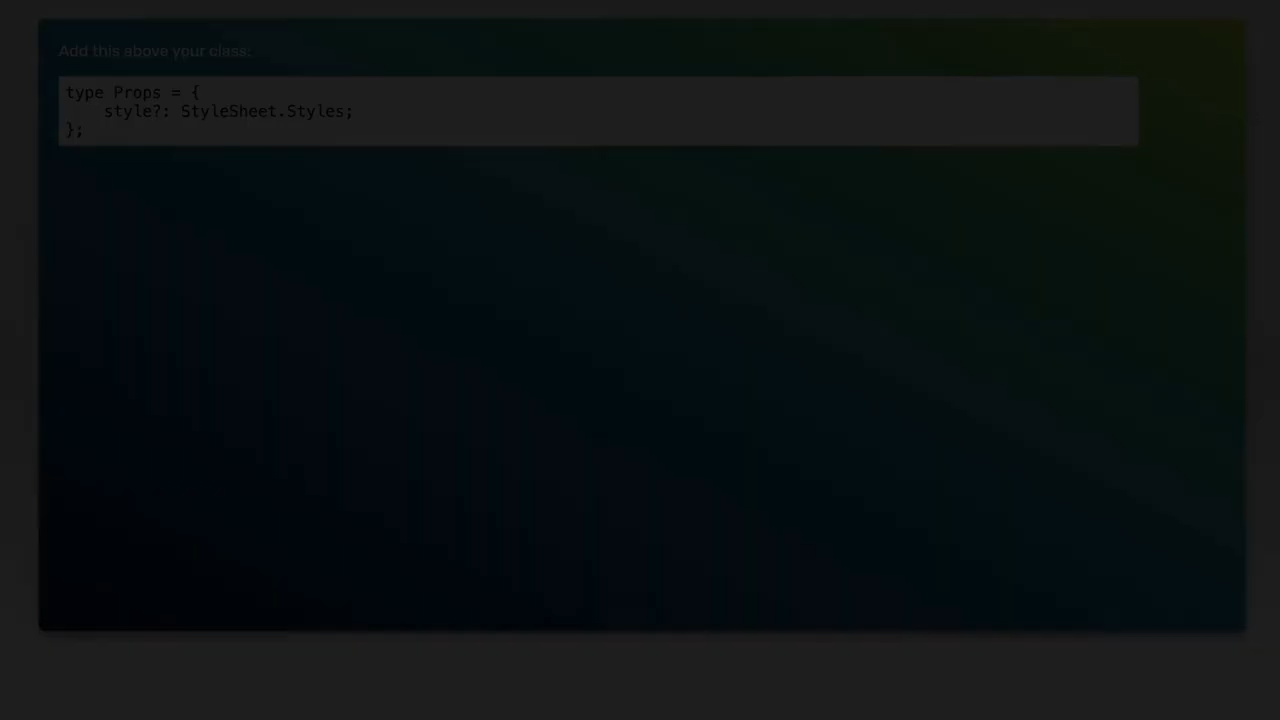 Add this above your class:
type Props = {
    style?: StyleSheet.Styles;
};